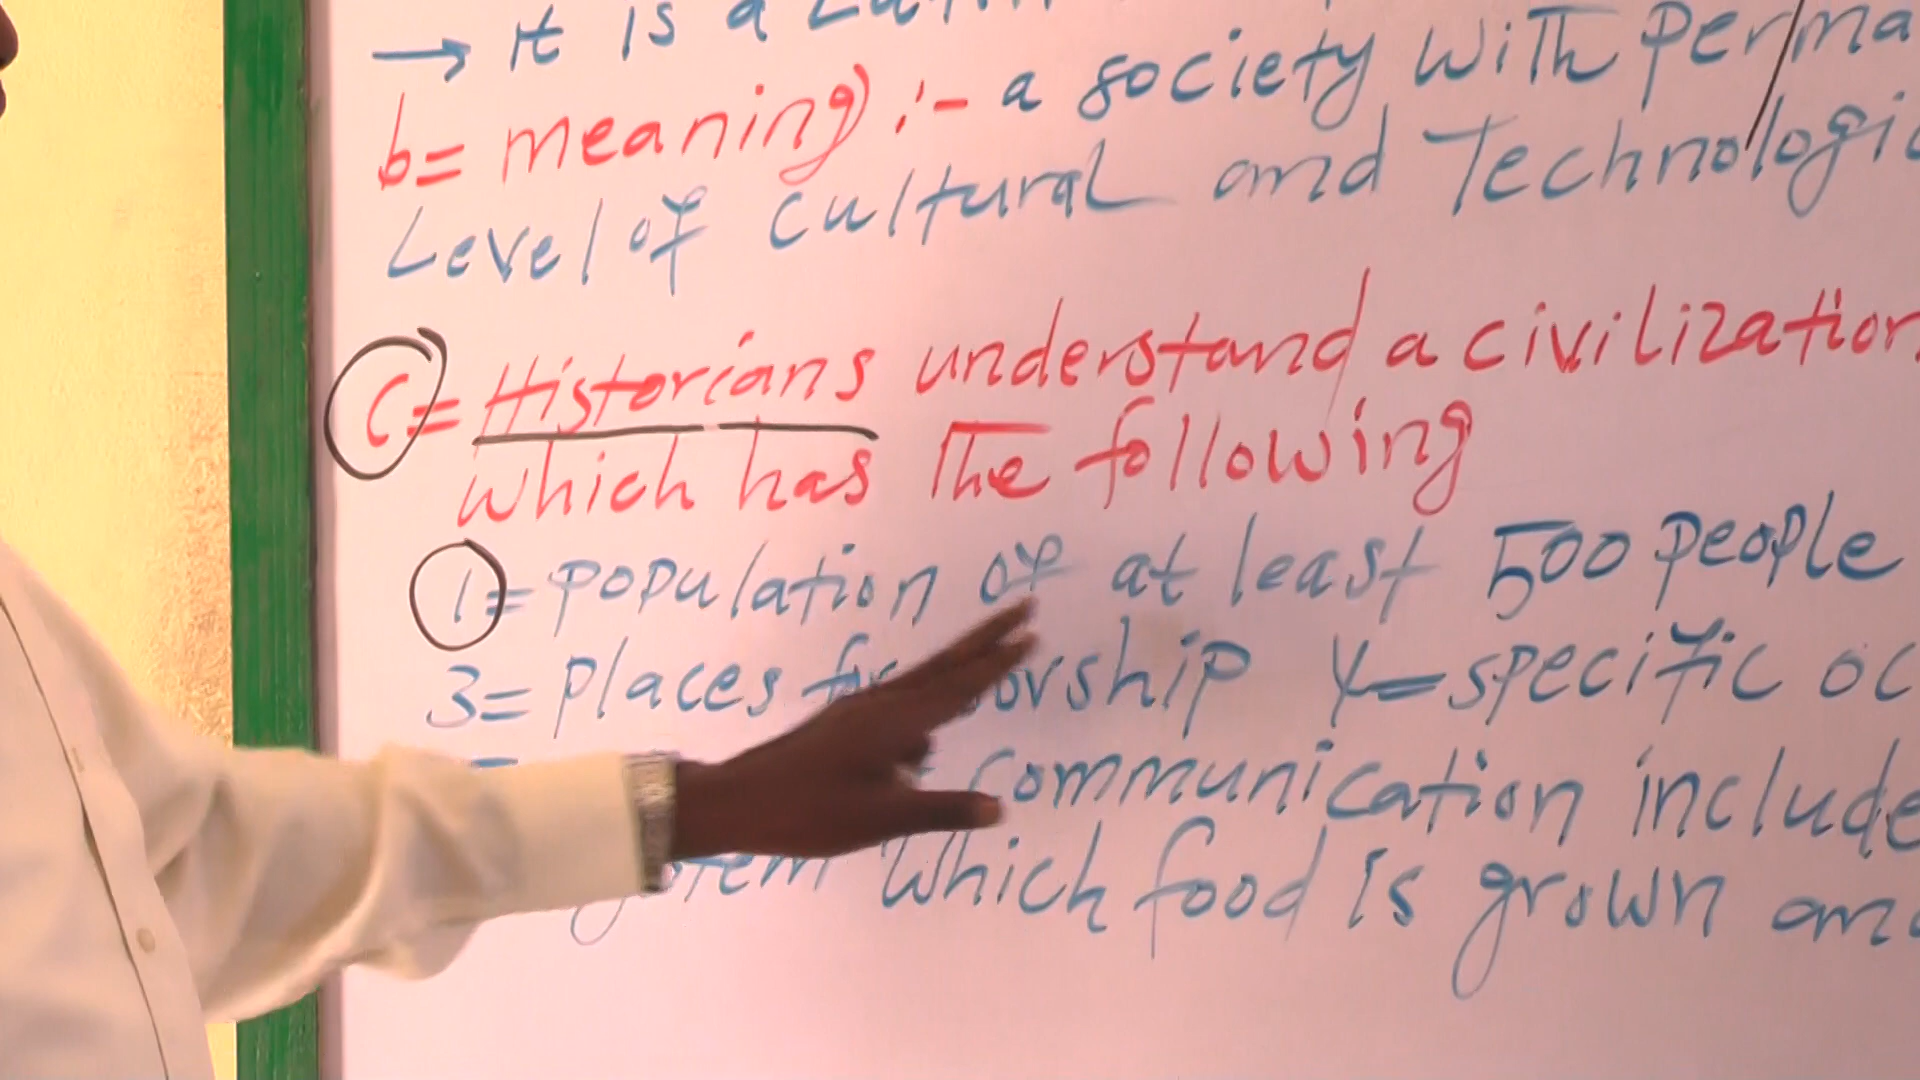 → It is a Latin
b= meaning :- a society with perma
Level of cultural and Technologic
C= Historians understand a civilization
which has The following
1= population of at least 500 people
3= places for worship 4= specific oc
communication include
which food is grown and